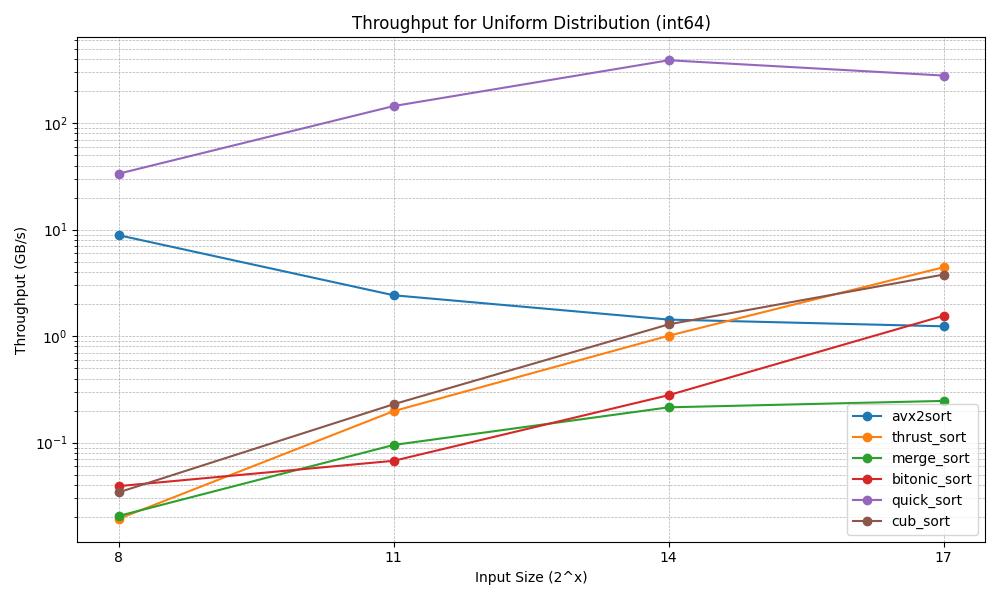 Throughput for Uniform Distribution (int64)
Throughput (GB/s)
10^2
10^1
10^0
10^−1
8 11 14 17
Input Size (2^x)
avx2sort
thrust_sort
merge_sort
bitonic_sort
quick_sort
cub_sort